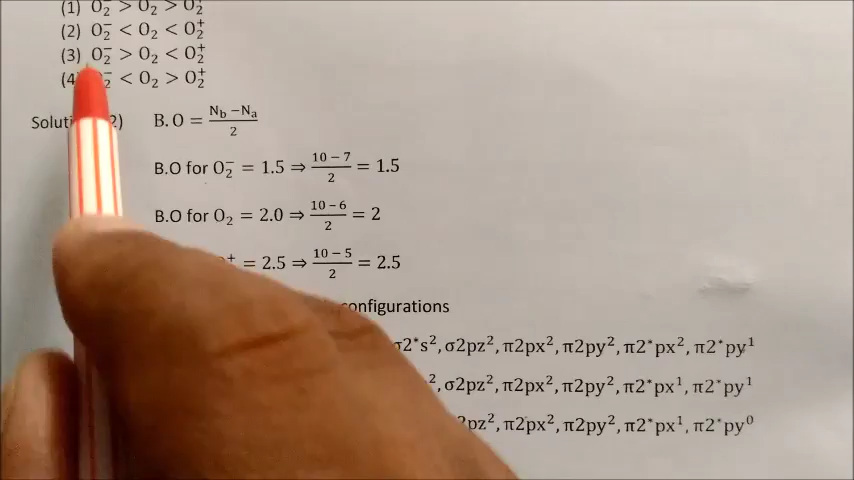 (1) O₂⁻ > O₂ > O₂⁺
(2) O₂⁻ < O₂ < O₂⁺
(3) O₂⁻ > O₂ < O₂⁺
(4 ₂⁻ < O₂ > O₂⁺
2) B. O = (N_b − N_a)/2
B.O for O₂⁻ = 1.5 ⇒ (10 − 7)/2 = 1.5
B.O for O₂ = 2.0 ⇒ (10 − 6)/2 = 2
⁺ = 2.5 ⇒ (10 − 5)/2 = 2.5
configurations
σ2*s², σ2pz², π2px², π2py², π2*px², π2*py¹
², σ2pz², π2px², π2py², π2*px¹, π2*py¹
2pz², π2px², π2py², π2*px¹, π2*py⁰